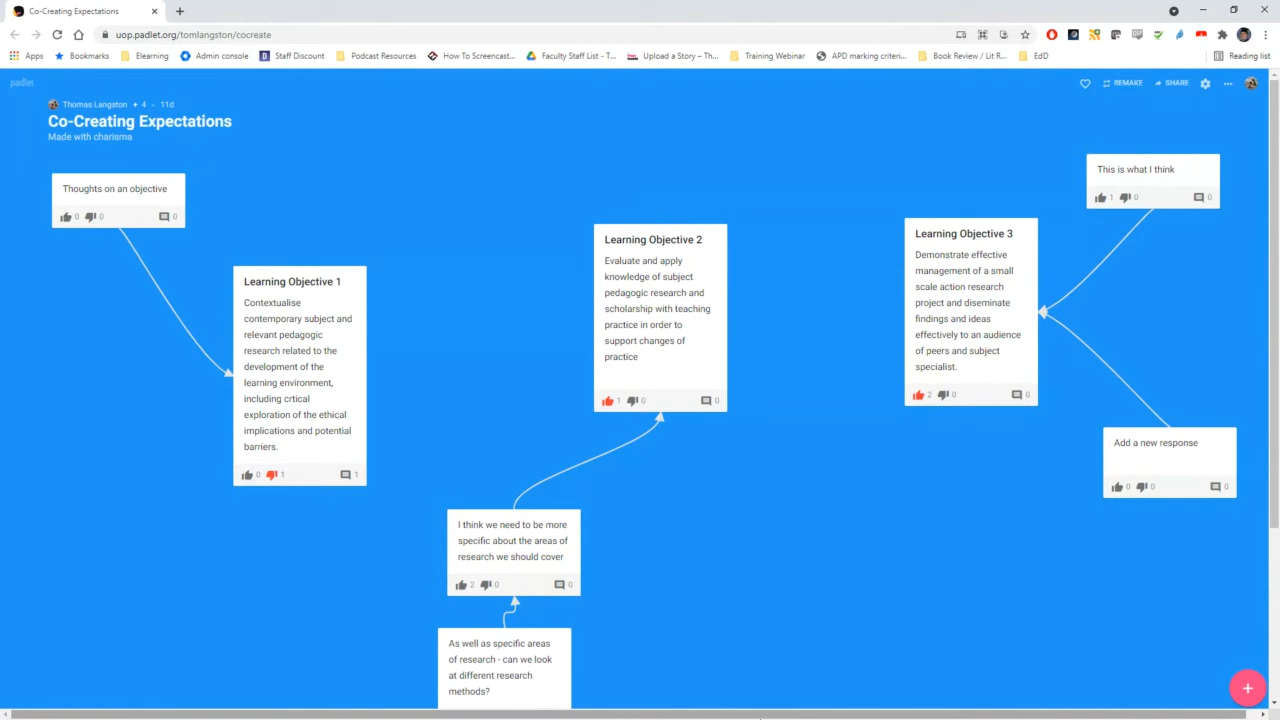 Co-Creating Expectations
uop.padlet.org/tomlangston/cocreate
Apps Bookmarks Elearning Admin console Staff Discount Podcast Resources How To Screencast... Faculty Staff List - T... Upload a Story – Th... Training Webinar APD marking criteri... Book Review / Lit R... EdD Reading list
padlet
REMAKE SHARE
Thomas Langston + 4 • 11d
Co-Creating Expectations
Made with charisma
Thoughts on an objective
0 0 0
Learning Objective 1
Contextualise
contemporary subject and
relevant pedagogic
research related to the
development of the
learning environment,
including crtical
exploration of the ethical
implications and potential
barriers.
0 1 1
Learning Objective 2
Evaluate and apply
knowledge of subject
pedagogic research and
scholarship with teaching
practice in order to
support changes of
practice
1 0 0
I think we need to be more
specific about the areas of
research we should cover
2 0 0
As well as specific areas
of research - can we look
at different research
methods?
Learning Objective 3
Demonstrate effective
management of a small
scale action research
project and diseminate
findings and ideas
effectively to an audience
of peers and subject
specialist.
2 0 0
This is what I think
1 0 0
Add a new response
0 0 0